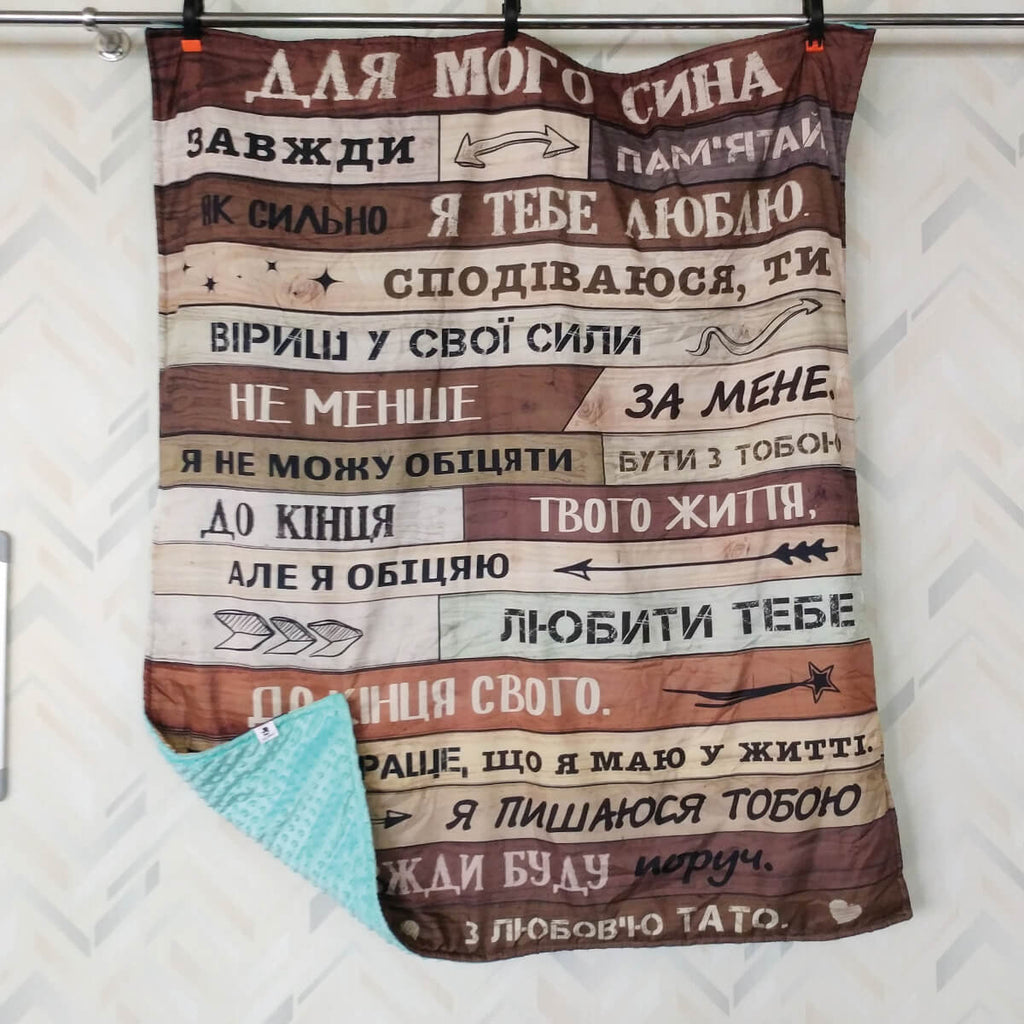 ДЛЯ МОГО СИНА
ЗАВЖДИ ПАМ'ЯТАЙ
ЯК СИЛЬНО Я ТЕБЕ ЛЮБЛЮ.
СПОДІВАЮСЯ, ТИ
ВІРИШ У СВОЇ СИЛИ
НЕ МЕНШЕ ЗА МЕНЕ.
Я НЕ МОЖУ ОБІЦЯТИ БУТИ З ТОБОЮ
ДО КІНЦЯ ТВОГО ЖИТТЯ,
АЛЕ Я ОБІЦЯЮ
ЛЮБИТИ ТЕБЕ
ДО КІНЦЯ СВОГО.
РАЩЕ, ЩО Я МАЮ У ЖИТТІ.
Я ПИШАЮСЯ ТОБОЮ
ЖДИ БУДУ поруч.
З ЛЮБОВ'Ю ТАТО.